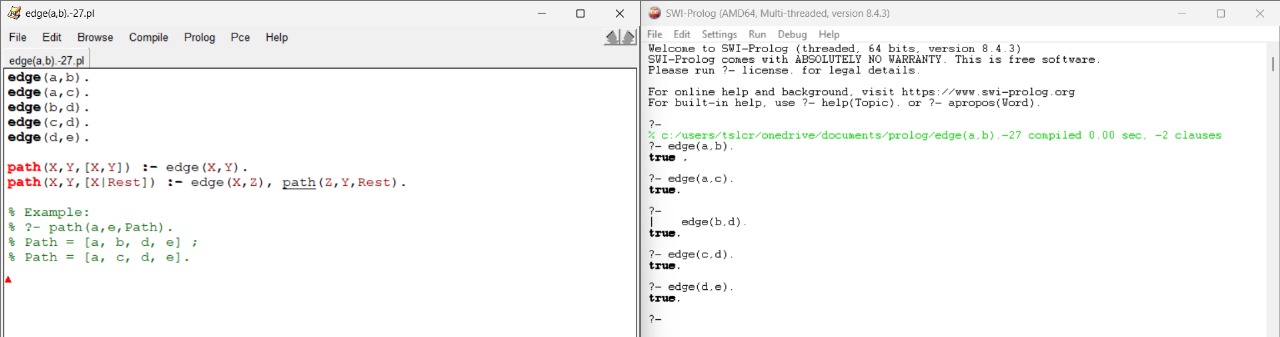 edge(a,b).-27.pl
File Edit Browse Compile Prolog Pce Help
edge(a,b).-27.pl
edge(a,b).
edge(a,c).
edge(b,d).
edge(c,d).
edge(d,e).
path(X,Y,[X,Y]) :- edge(X,Y).
path(X,Y,[X|Rest]) :- edge(X,Z), path(Z,Y,Rest).
% Example:
% ?- path(a,e,Path).
% Path = [a, b, d, e] ;
% Path = [a, c, d, e].
SWI-Prolog (AMD64, Multi-threaded, version 8.4.3)
File Edit Settings Run Debug Help
Welcome to SWI-Prolog (threaded, 64 bits, version 8.4.3)
SWI-Prolog comes with ABSOLUTELY NO WARRANTY. This is free software.
Please run ?- license. for legal details.
For online help and background, visit https://www.swi-prolog.org
For built-in help, use ?- help(Topic). or ?- apropos(Word).
?-
% c:/users/tslcr/onedrive/documents/prolog/edge(a,b).-27 compiled 0.00 sec, -2 clauses
?- edge(a,b).
true .
?- edge(a,c).
true.
?-
| edge(b,d).
true.
?- edge(c,d).
true.
?- edge(d,e).
true.
?-